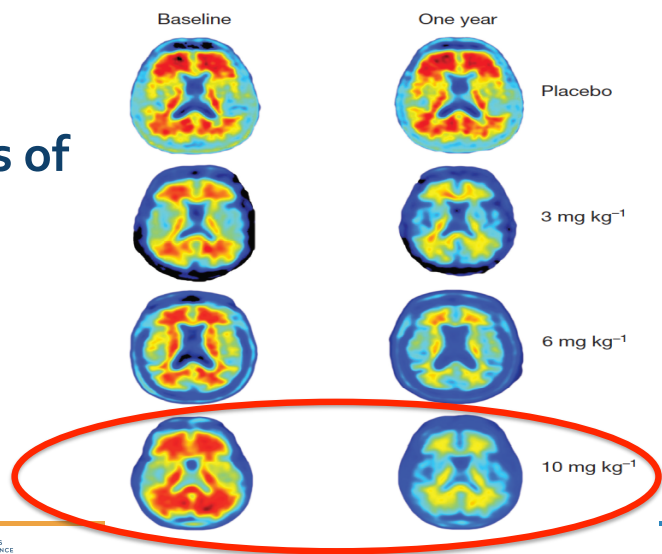 Baseline One year
Placebo
s of
3 mg kg⁻¹
6 mg kg⁻¹
10 mg kg⁻¹